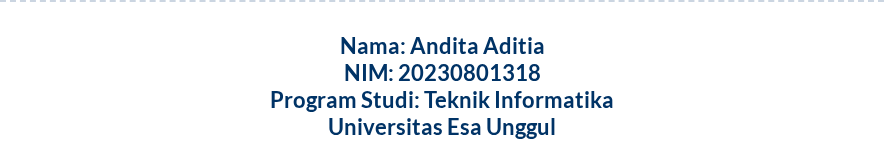 Nama: Andita Aditia
NIM: 20230801318
Program Studi: Teknik Informatika
Universitas Esa Unggul